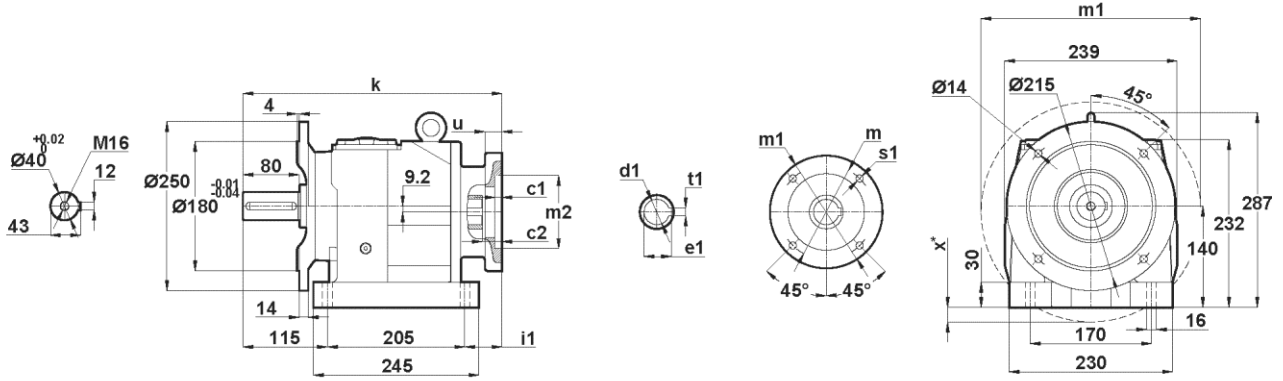 +0.02
0
Ø40
M16
12
43
k
4
u
80
9.2
Ø250
-0.01
-0.04
Ø180
c1
m2
c2
14
115
205
i1
245
d1
t1
e1
m1
m
s1
45°
45°
m1
239
Ø14
Ø215
45°
287
232
140
x*
30
16
170
230